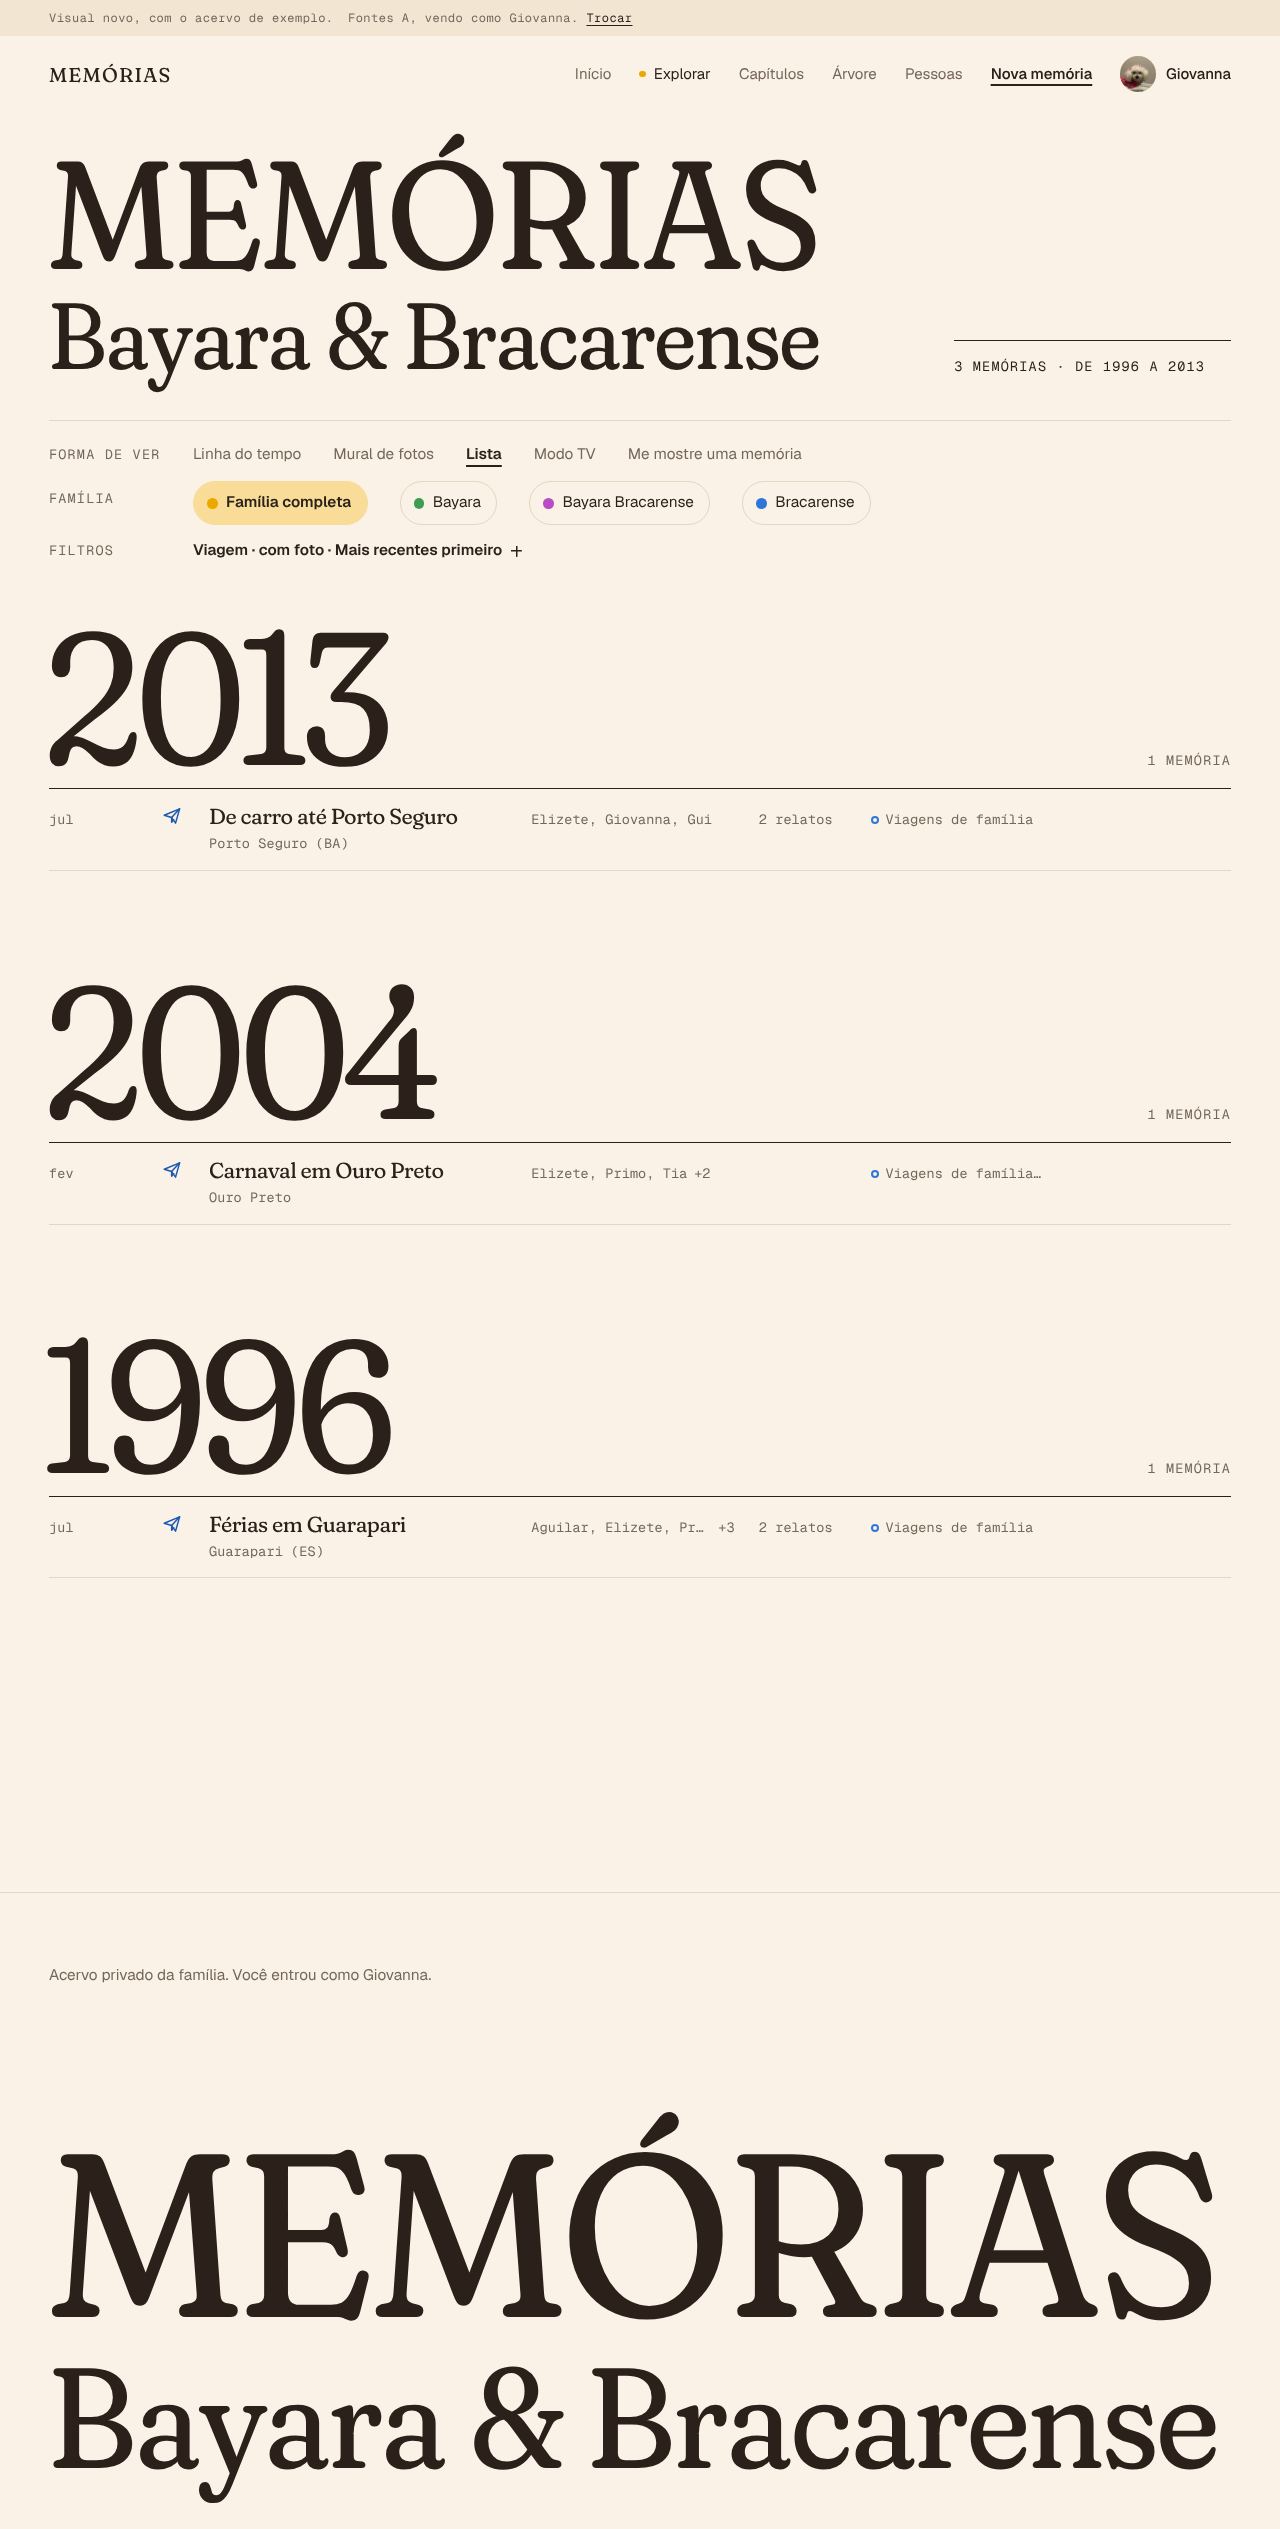 Visual novo, com o acervo de exemplo. Fontes A, vendo como Giovanna. Trocar
MEMÓRIAS Início Explorar Capítulos Árvore Pessoas Nova memória Giovanna
MEMÓRIAS
Bayara & Bracarense
3 MEMÓRIAS · DE 1996 A 2013
FORMA DE VER Linha do tempo Mural de fotos Lista Modo TV Me mostre uma memória
FAMÍLIA Família completa Bayara Bayara Bracarense Bracarense
FILTROS Viagem · com foto · Mais recentes primeiro +
2013
1 MEMÓRIA
jul De carro até Porto Seguro Elizete, Giovanna, Gui 2 relatos Viagens de família
Porto Seguro (BA)
2004
1 MEMÓRIA
fev Carnaval em Ouro Preto Elizete, Primo, Tia +2 Viagens de família…
Ouro Preto
1996
1 MEMÓRIA
jul Férias em Guarapari Aguilar, Elizete, Pr… +3 2 relatos Viagens de família
Guarapari (ES)
Acervo privado da família. Você entrou como Giovanna.
MEMÓRIAS
Bayara & Bracarense